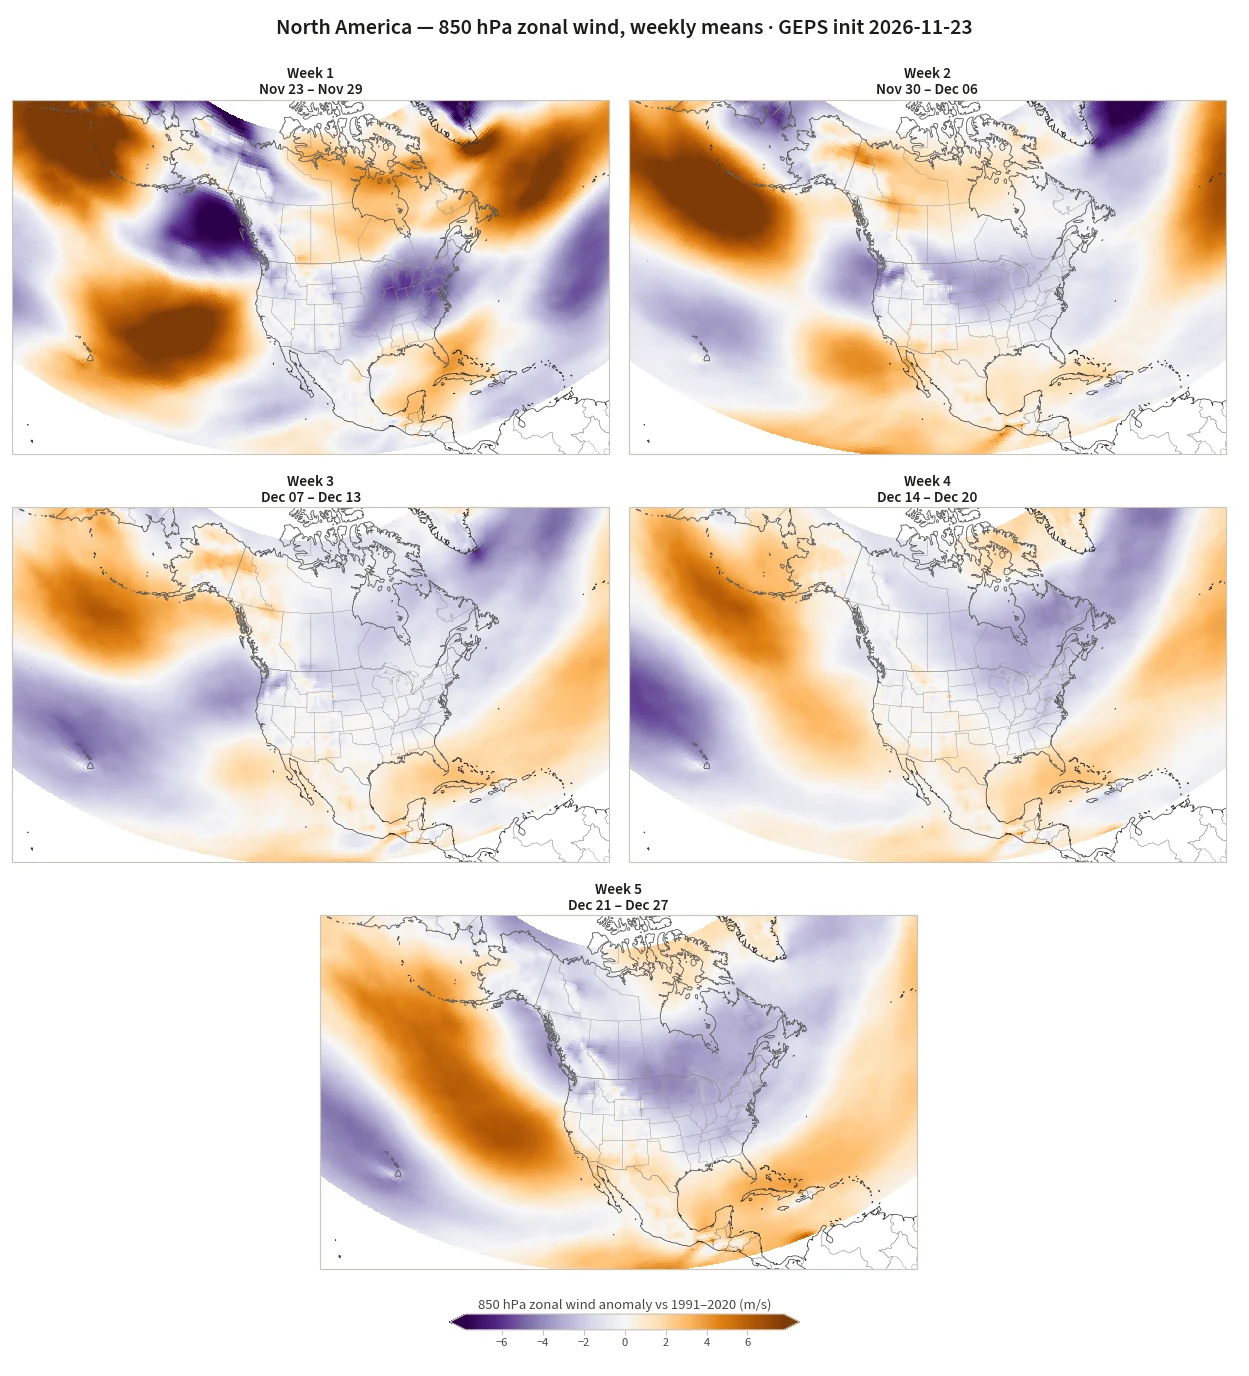 North America — 850 hPa zonal wind, weekly means · GEPS init 2026-11-23
Week 1
Nov 23 – Nov 29
Week 2
Nov 30 – Dec 06
Week 3
Dec 07 – Dec 13
Week 4
Dec 14 – Dec 20
Week 5
Dec 21 – Dec 27
850 hPa zonal wind anomaly vs 1991–2020 (m/s)
−6 −4 −2 0 2 4 6